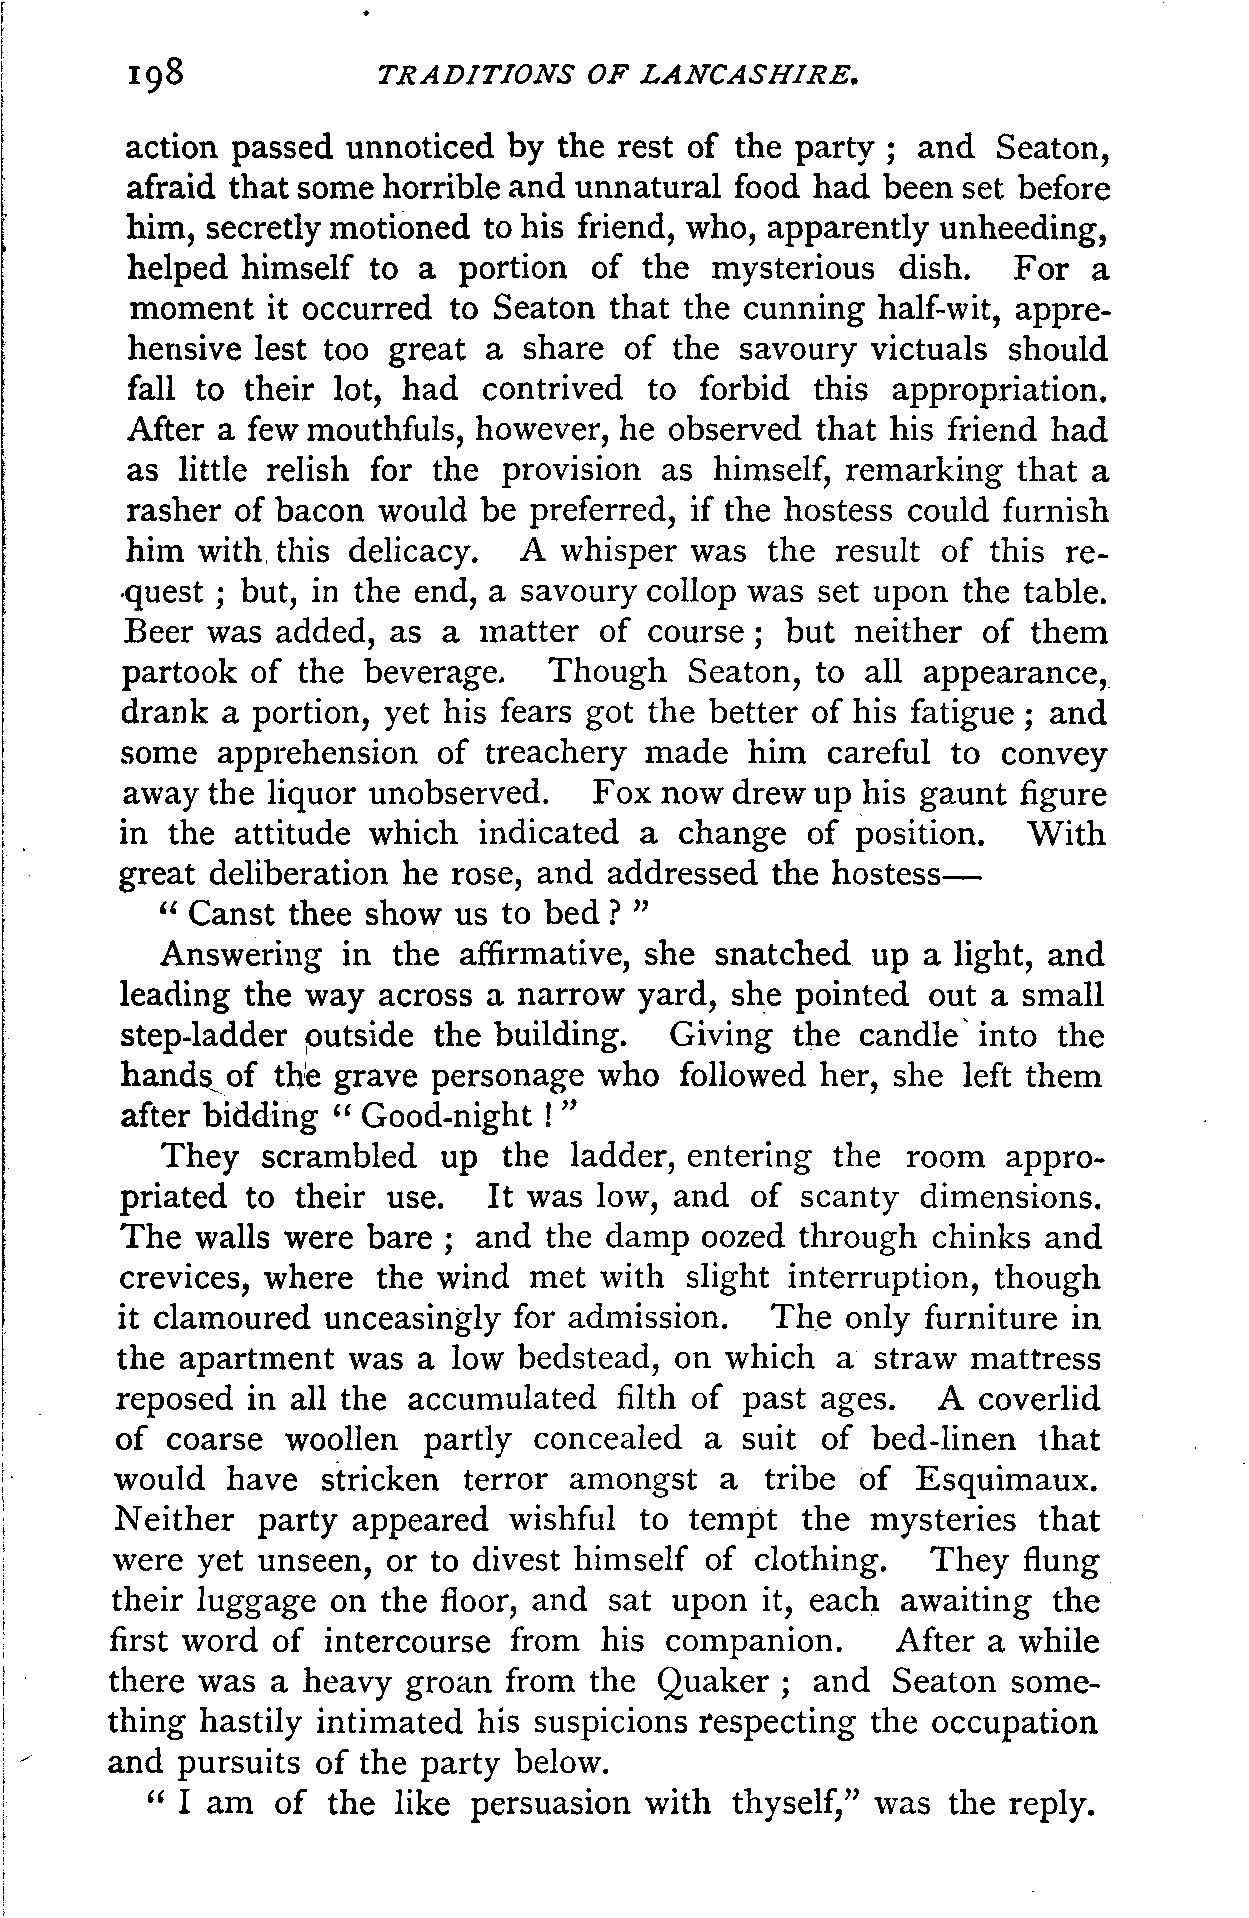 198 TRADITIONS OF LANCASHIRE.
action passed unnoticed by the rest of the party ; and Seaton,
afraid that some horrible and unnatural food had been set before
him, secretly motioned to his friend, who, apparently unheeding,
helped himself to a portion of the mysterious dish. For a
moment it occurred to Seaton that the cunning half-wit, appre-
hensive lest too great a share of the savoury victuals should
fall to their lot, had contrived to forbid this appropriation.
After a few mouthfuls, however, he observed that his friend had
as little relish for the provision as himself, remarking that a
rasher of bacon would be preferred, if the hostess could furnish
him with this delicacy. A whisper was the result of this re-
quest ; but, in the end, a savoury collop was set upon the table.
Beer was added, as a matter of course ; but neither of them
partook of the beverage. Though Seaton, to all appearance,
drank a portion, yet his fears got the better of his fatigue ; and
some apprehension of treachery made him careful to convey
away the liquor unobserved. Fox now drew up his gaunt figure
in the attitude which indicated a change of position. With
great deliberation he rose, and addressed the hostess—
“ Canst thee show us to bed ? ”
Answering in the affirmative, she snatched up a light, and
leading the way across a narrow yard, she pointed out a small
step-ladder outside the building. Giving the candle into the
hands of the grave personage who followed her, she left them
after bidding “ Good-night ! ”
They scrambled up the ladder, entering the room appro-
priated to their use. It was low, and of scanty dimensions.
The walls were bare ; and the damp oozed through chinks and
crevices, where the wind met with slight interruption, though
it clamoured unceasingly for admission. The only furniture in
the apartment was a low bedstead, on which a straw mattress
reposed in all the accumulated filth of past ages. A coverlid
of coarse woollen partly concealed a suit of bed-linen that
would have stricken terror amongst a tribe of Esquimaux.
Neither party appeared wishful to tempt the mysteries that
were yet unseen, or to divest himself of clothing. They flung
their luggage on the floor, and sat upon it, each awaiting the
first word of intercourse from his companion. After a while
there was a heavy groan from the Quaker ; and Seaton some-
thing hastily intimated his suspicions respecting the occupation
and pursuits of the party below.
“ I am of the like persuasion with thyself,” was the reply.